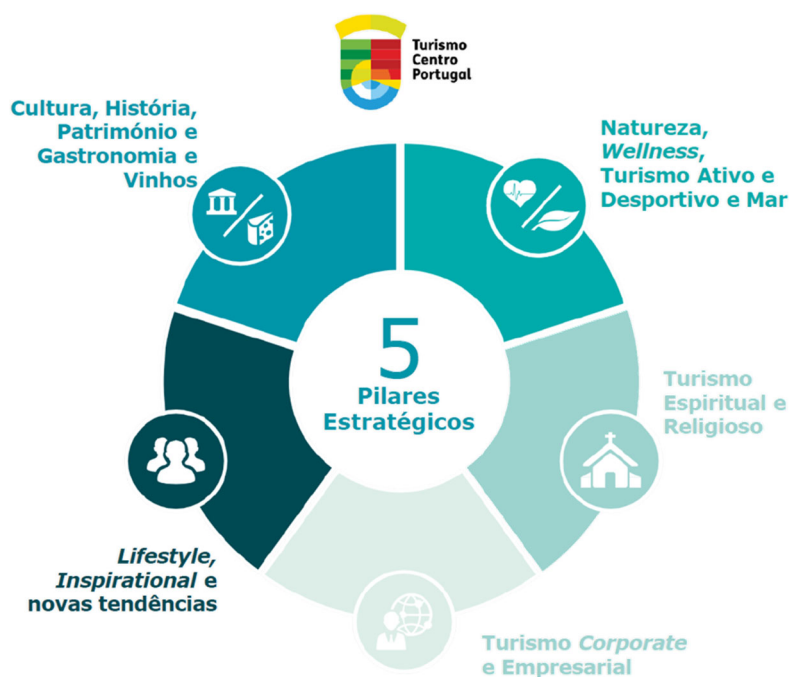 Turismo
Centro
Portugal
Cultura, História,
Património e
Gastronomia e
Vinhos
Natureza,
Wellness,
Turismo Ativo e
Desportivo e Mar
5
Pilares
Estratégicos
Turismo
Espiritual e
Religioso
Lifestyle,
Inspirational e
novas tendências
Turismo Corporate
e Empresarial